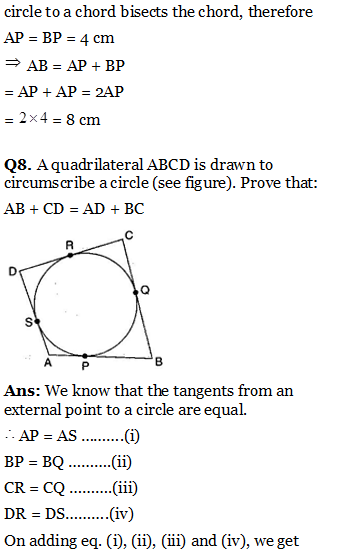 circle to a chord bisects the chord, therefore
AP = BP = 4 cm
⇒ AB = AP + BP
= AP + AP = 2AP
= 2×4 = 8 cm
Q8. A quadrilateral ABCD is drawn to
circumscribe a circle (see figure). Prove that:
AB + CD = AD + BC
C
R
D
Q
S
A
P
B
Ans: We know that the tangents from an
external point to a circle are equal.
∴ AP = AS ..........(i)
BP = BQ ..........(ii)
CR = CQ ..........(iii)
DR = DS..........(iv)
On adding eq. (i), (ii), (iii) and (iv), we get